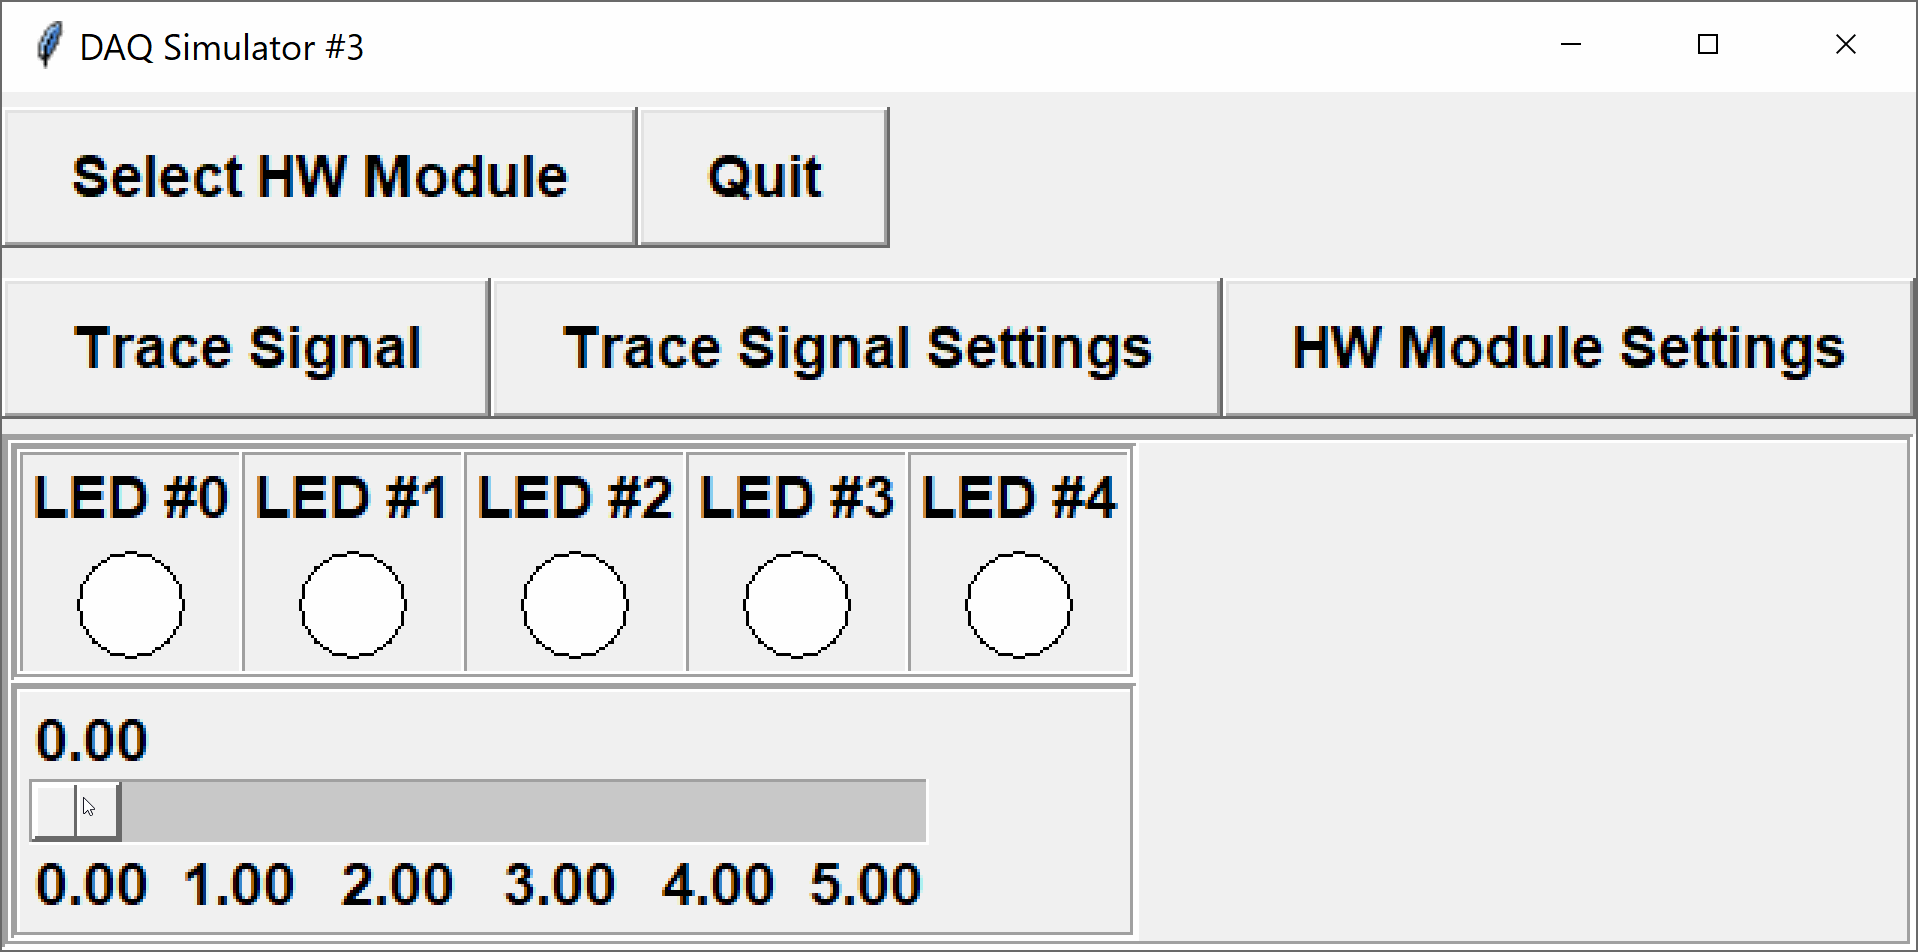 DAQ Simulator #3
Select HW Module Quit
Trace Signal Trace Signal Settings HW Module Settings
LED #0 LED #1 LED #2 LED #3 LED #4
0.00
0.00 1.00 2.00 3.00 4.00 5.00